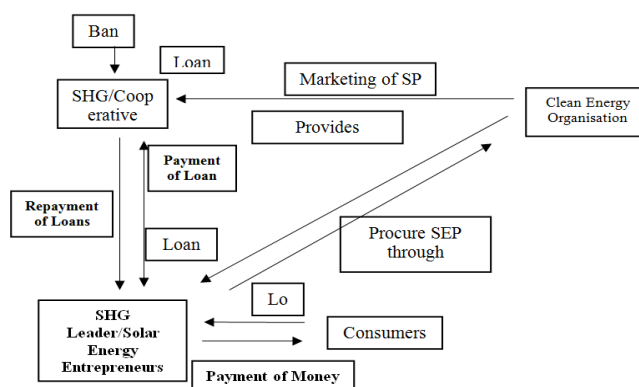 Ban
Loan
Marketing of SP
SHG/Coop
erative
Clean Energy
Organisation
Provides
Payment
of Loan
Repayment
of Loans
Loan
Procure SEP
through
SHG
Leader/Solar
Energy
Entrepreneurs
Lo
Consumers
Payment of Money